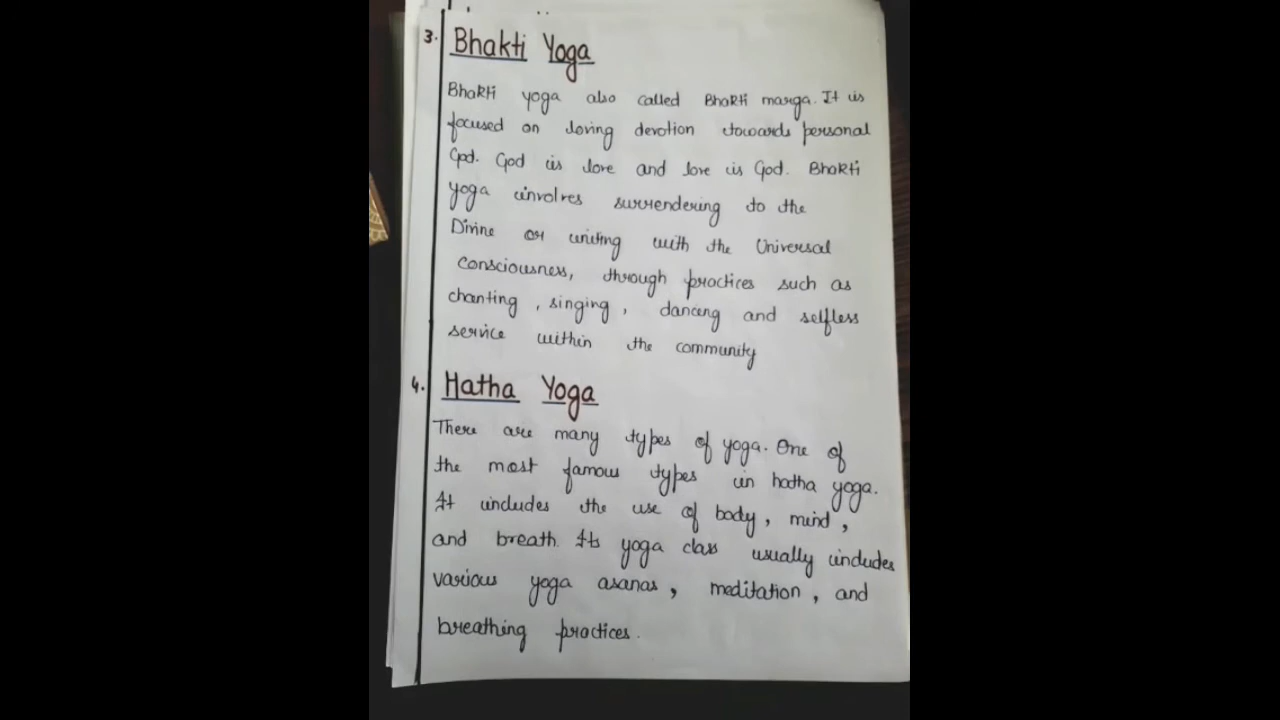 3. Bhakti Yoga
Bhakti yoga also called Bhakti marga. It is
focused on loving devotion towards personal
God. God is love and love is God. Bhakti
yoga involves surrendering to the
Divine or uniting with the Universal
consciousness, through practices such as
chanting, singing, dancing and selfless
service within the community
4. Hatha Yoga
There are many types of yoga. One of
the most famous types in hatha yoga.
It includes the use of body, mind,
and breath. Its yoga class usually includes
various yoga asanas, meditation, and
breathing practices.